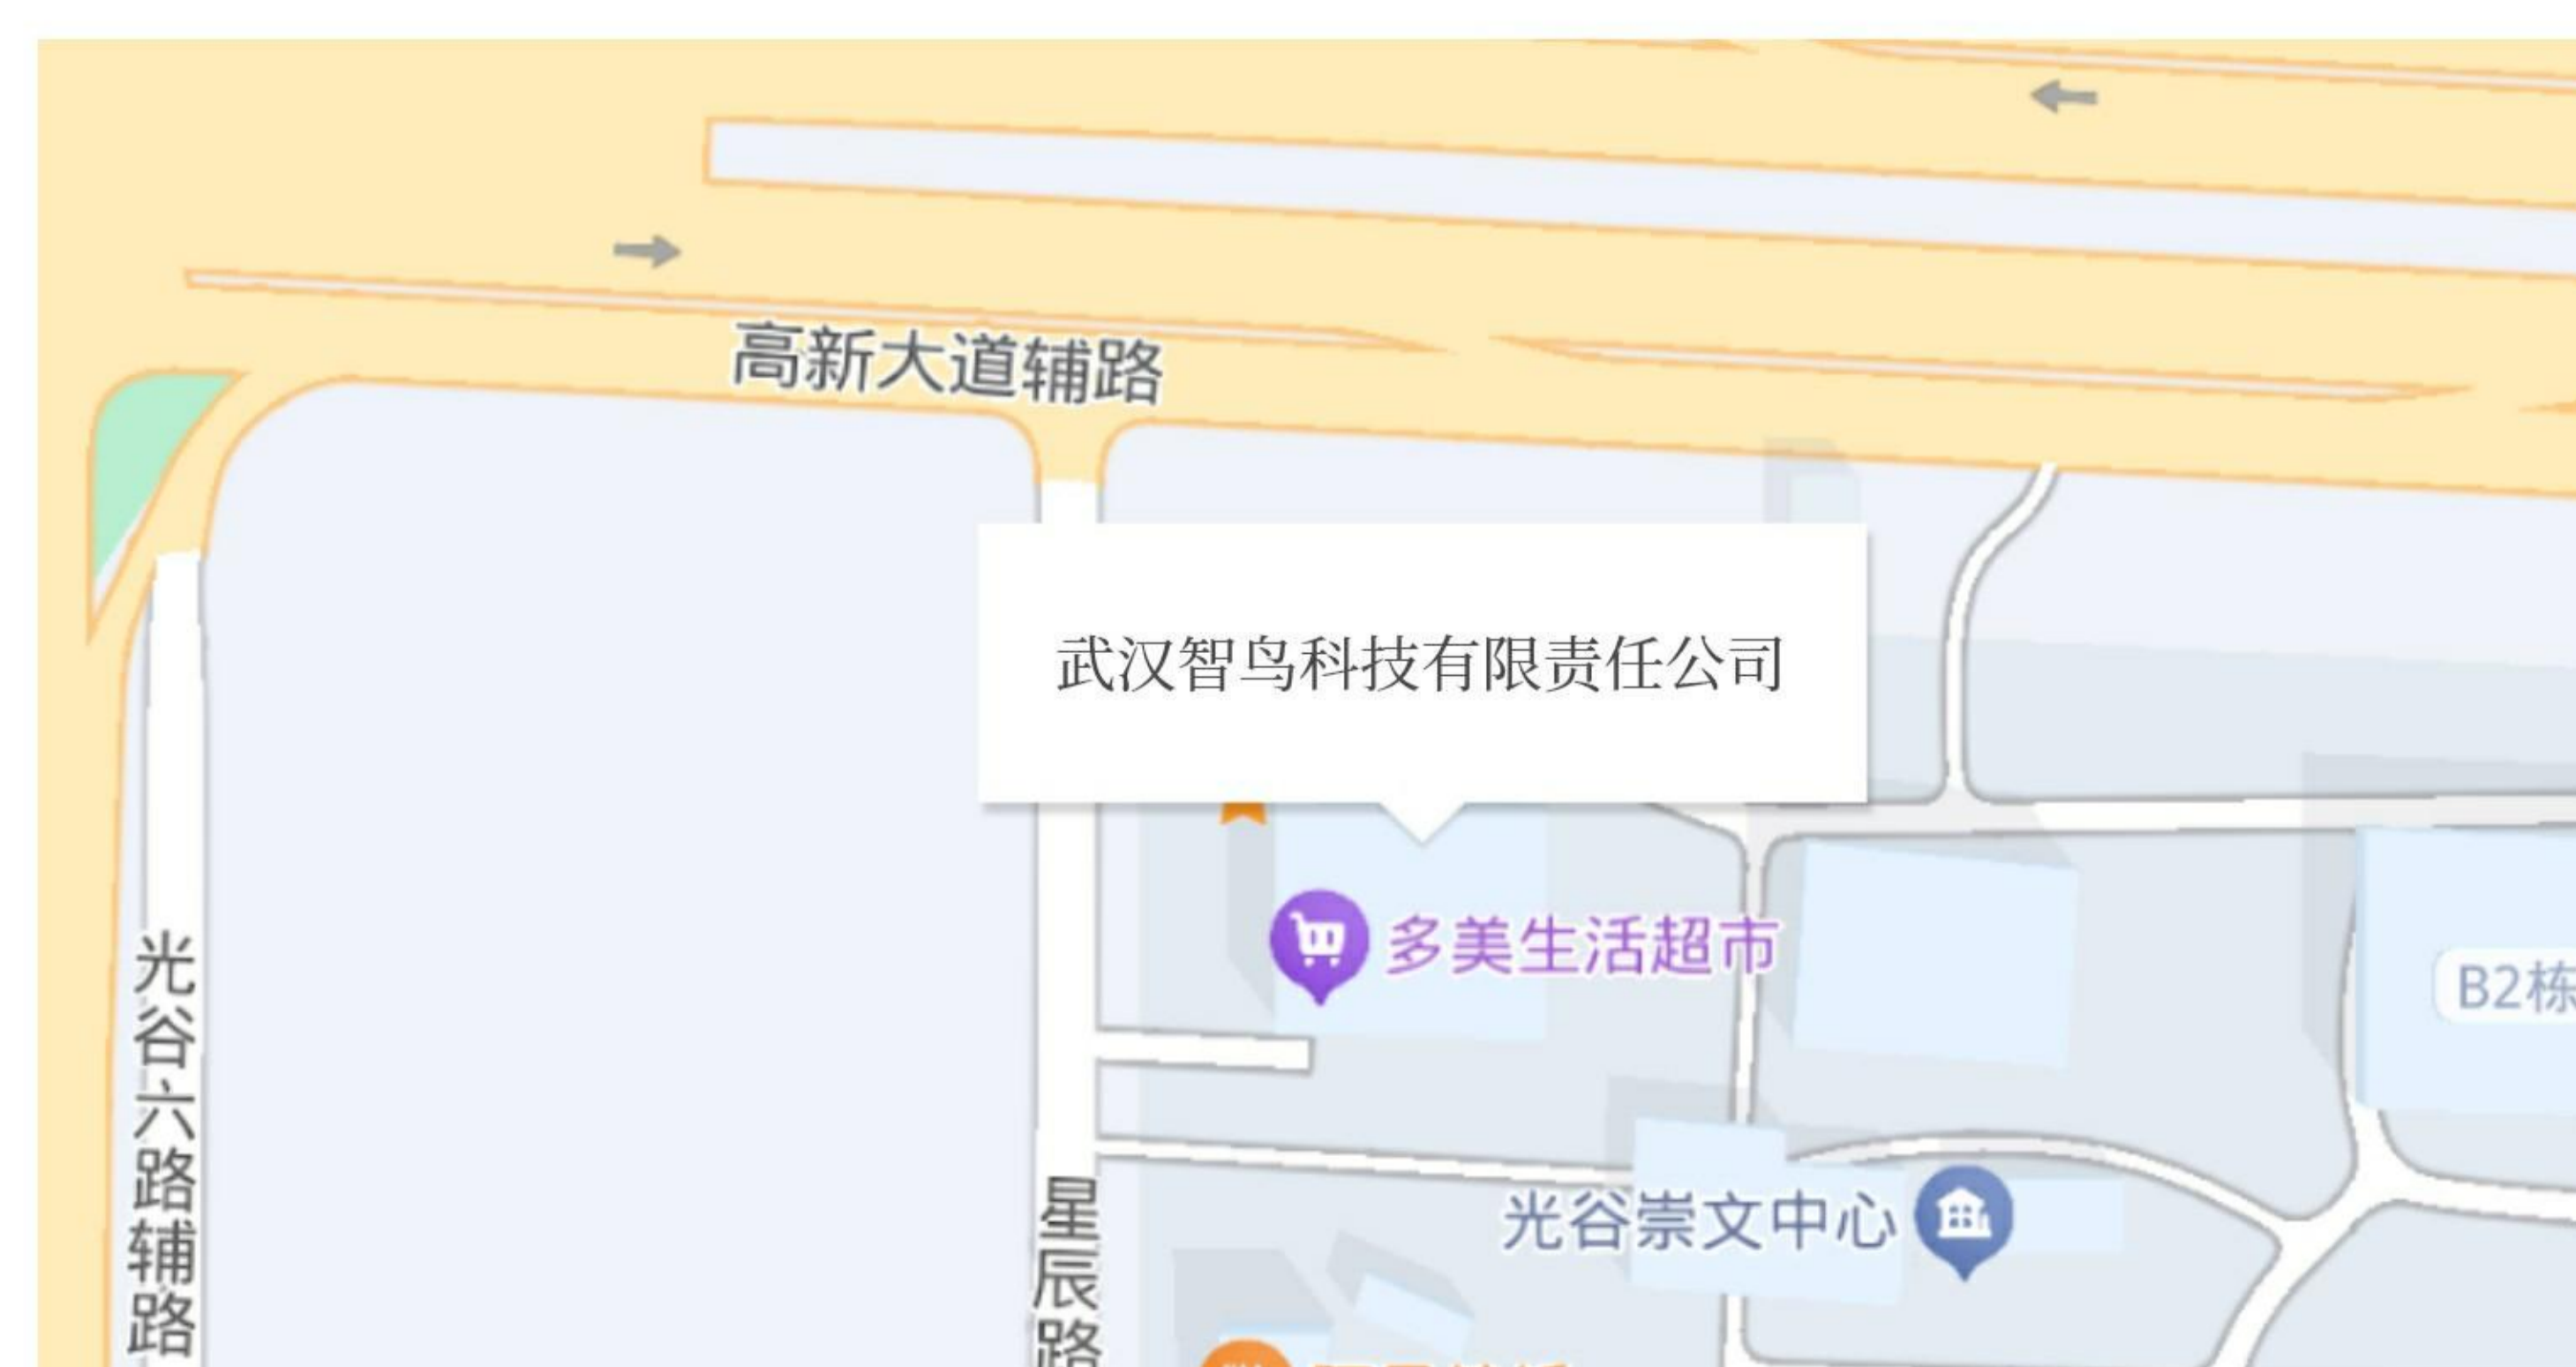 高新大道辅路
武汉智鸟科技有限责任公司
多美生活超市
B2栋
光谷六路辅路
星辰路
光谷崇文中心